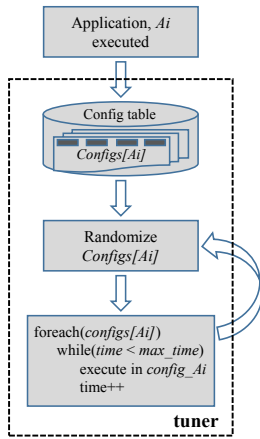 Application, Ai
executed
Config table
Configs[Ai]
Randomize
Configs[Ai]
foreach(configs[Ai])
while(time < max_time)
execute in config_Ai
time++
tuner